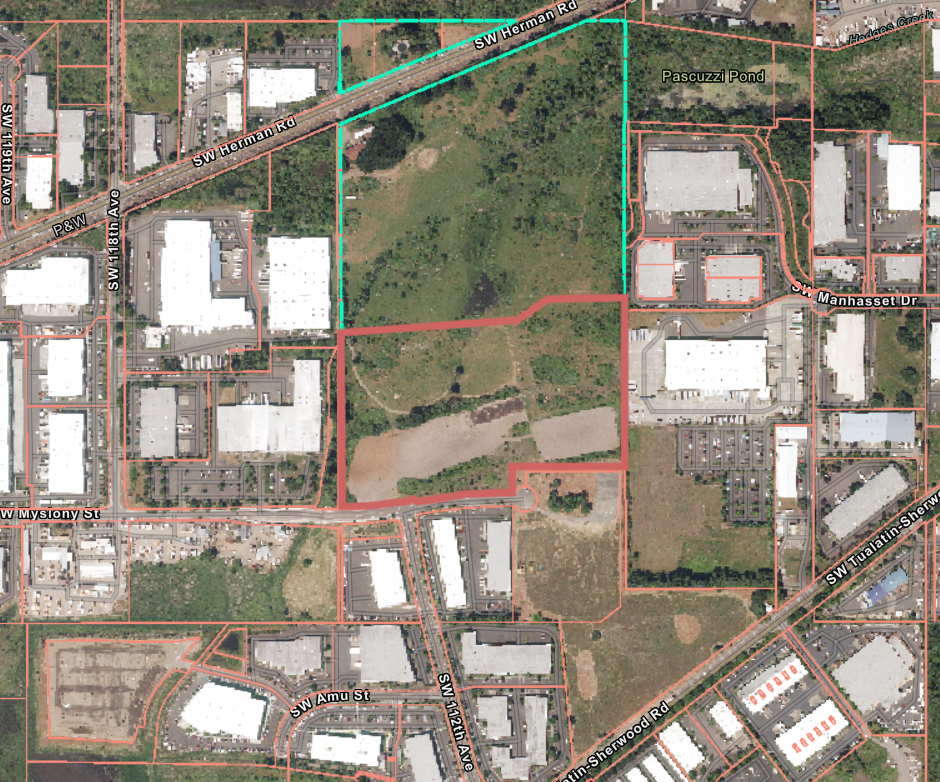 SW Herman Rd
Hedges Creek
Pascuzzi Pond
SW 119th Ave
SW Herman Rd
P&W
SW 118th Ave
SW Manhasset Dr
W Myslony St
SW Tualatin-Sherw
SW Amu St
SW 112th Ave
atin-Sherwood Rd